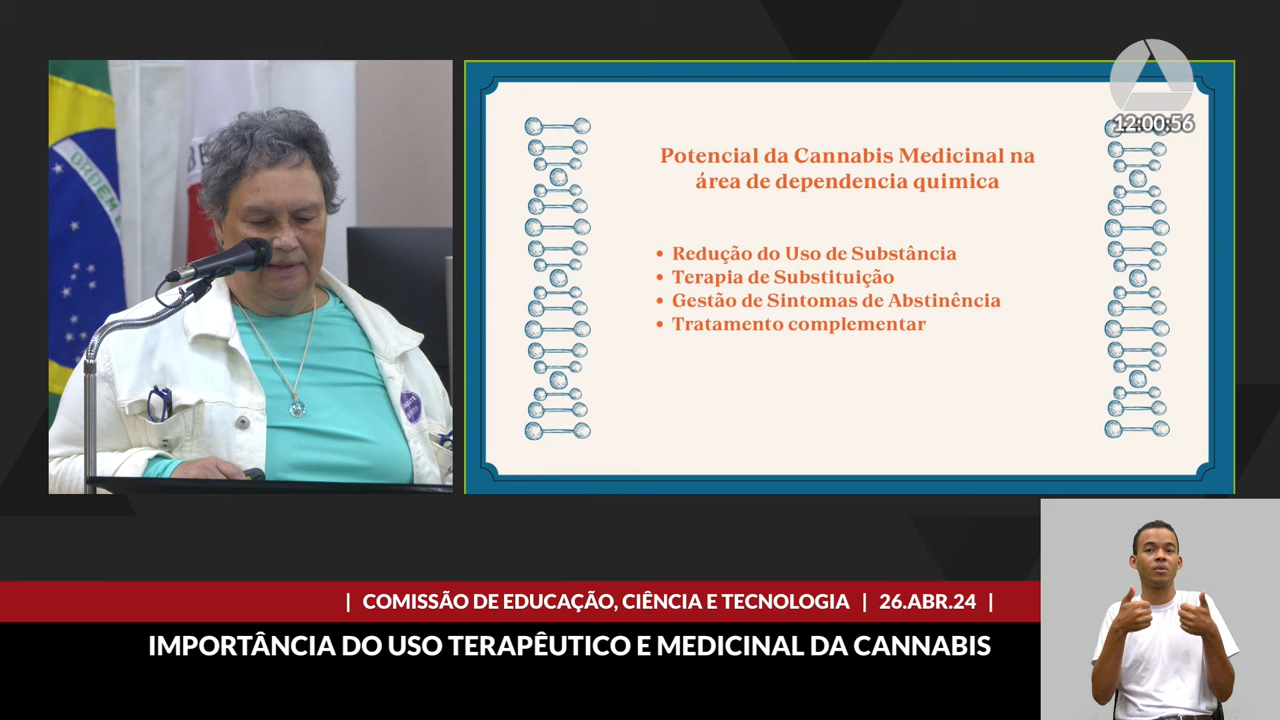 ORDEM E
BE
12:00:56
Potencial da Cannabis Medicinal na
área de dependencia quimica
• Redução do Uso de Substância
• Terapia de Substituição
• Gestão de Sintomas de Abstinência
• Tratamento complementar
| COMISSÃO DE EDUCAÇÃO, CIÊNCIA E TECNOLOGIA | 26.ABR.24 |
IMPORTÂNCIA DO USO TERAPÊUTICO E MEDICINAL DA CANNABIS